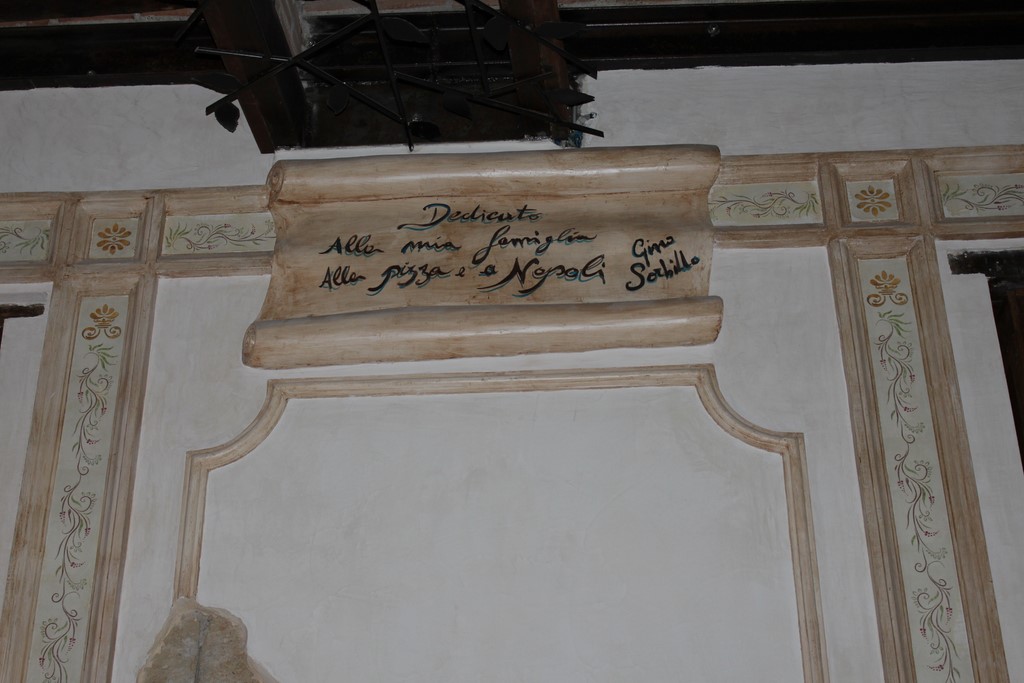 Dedicato
Alla mia famiglia
Alla pizza e a Napoli
Gino
Sorbillo